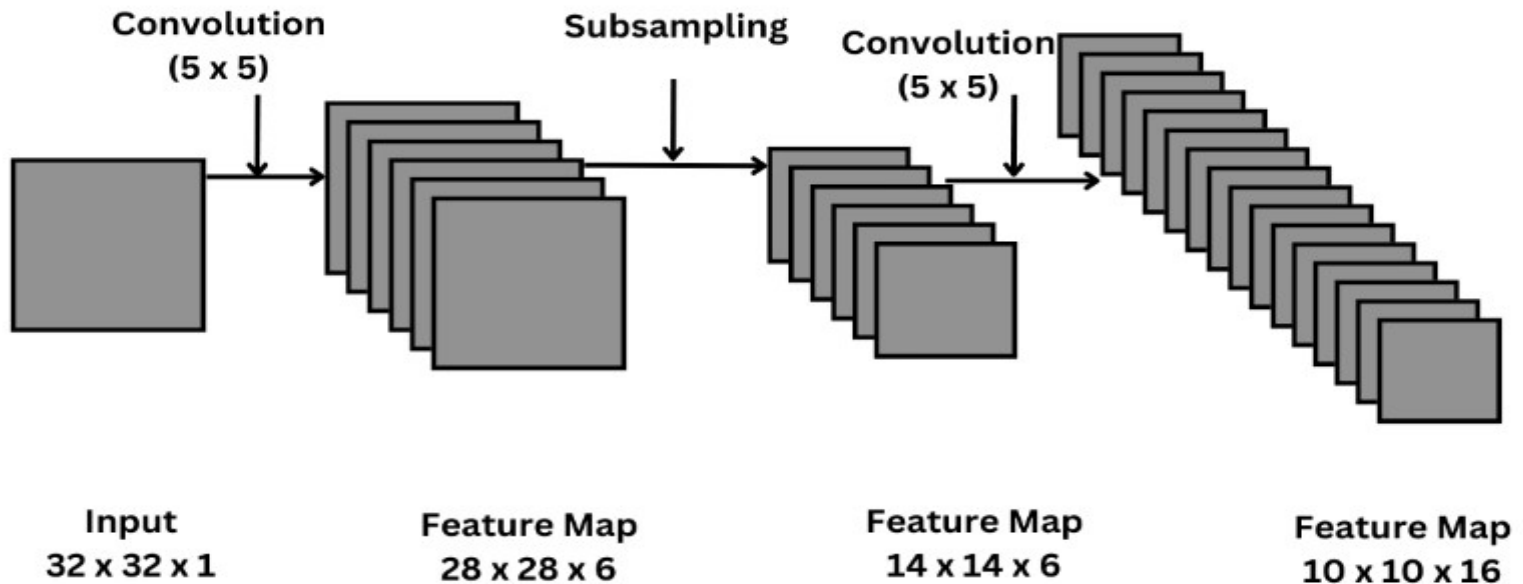 Convolution
(5 x 5)
Subsampling
Convolution
(5 x 5)
Input
32 x 32 x 1
Feature Map
28 x 28 x 6
Feature Map
14 x 14 x 6
Feature Map
10 x 10 x 16